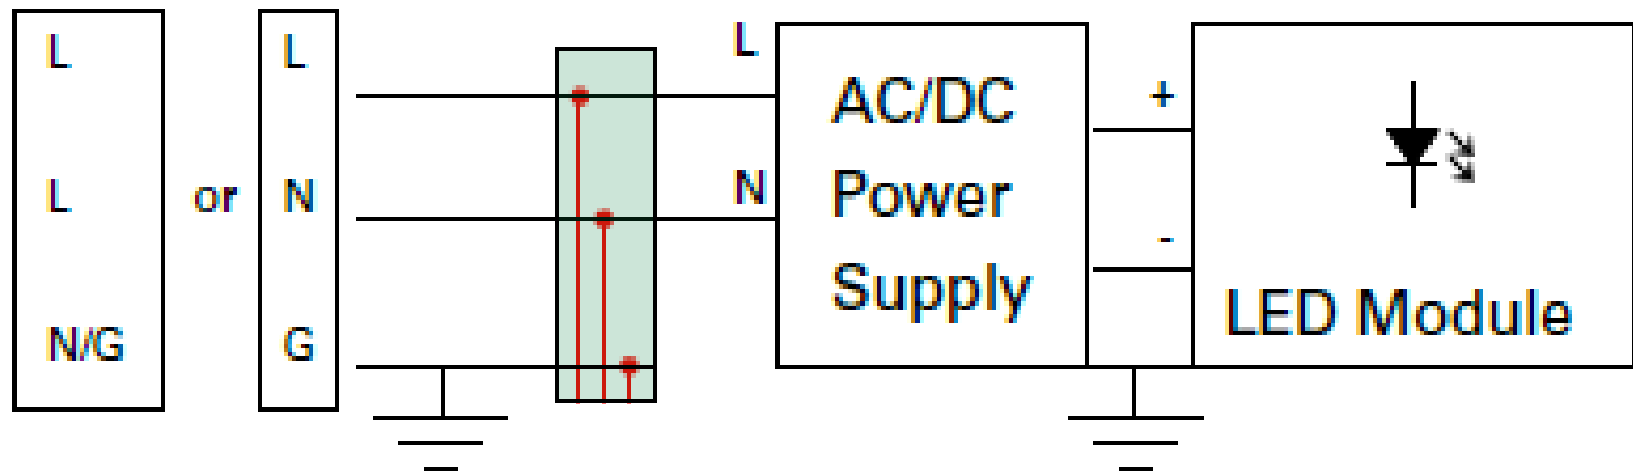 L
L
N/G
or
L
N
G
L
N
AC/DC
Power
Supply
+
-
LED Module